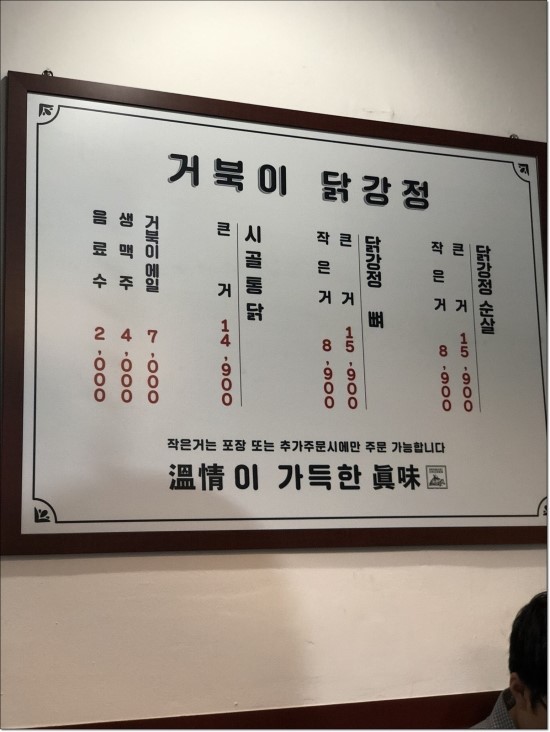 거북이 닭강정
닭강정 순살
큰거 15,900
작은거 8,900
닭강정 뼈
큰거 15,900
작은거 8,900
시골통닭
큰거 14,900
거북이에일 7,000
생맥주 4,000
음료수 2,000
작은거는 포장 또는 추가주문시에만 주문 가능합니다
溫情이 가득한 眞味